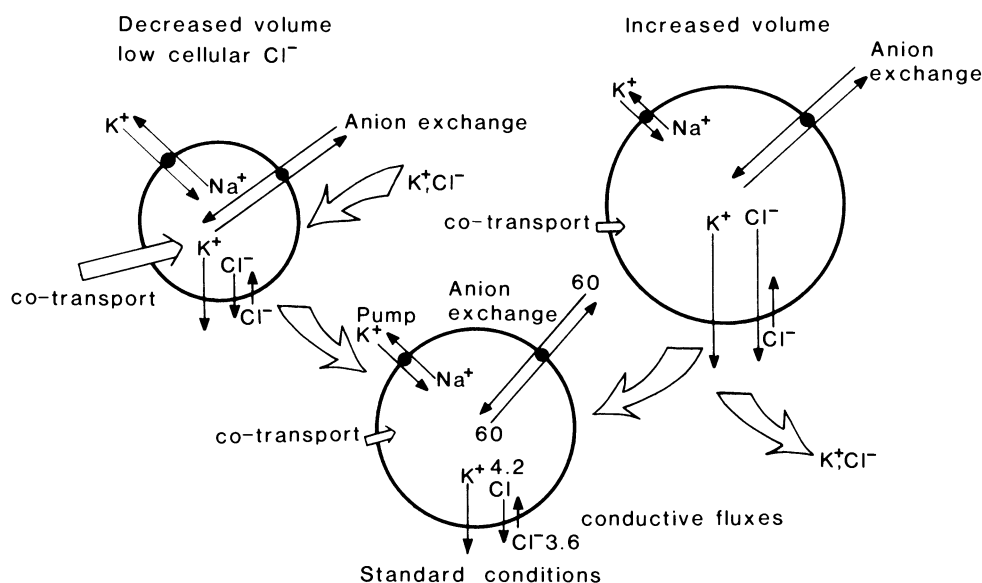 Decreased volume
low cellular Cl⁻
K⁺
Na⁺
Anion exchange
K⁺,Cl⁻
co-transport
K⁺
Cl⁻
Cl⁻
Increased volume
Anion
exchange
K⁺
Na⁺
co-transport
K⁺
Cl⁻
Cl⁻
K⁺,Cl⁻
Pump
K⁺
Na⁺
Anion
exchange
60
60
co-transport
K⁺ 4.2
Cl
Cl⁻ 3.6
conductive fluxes
Standard conditions